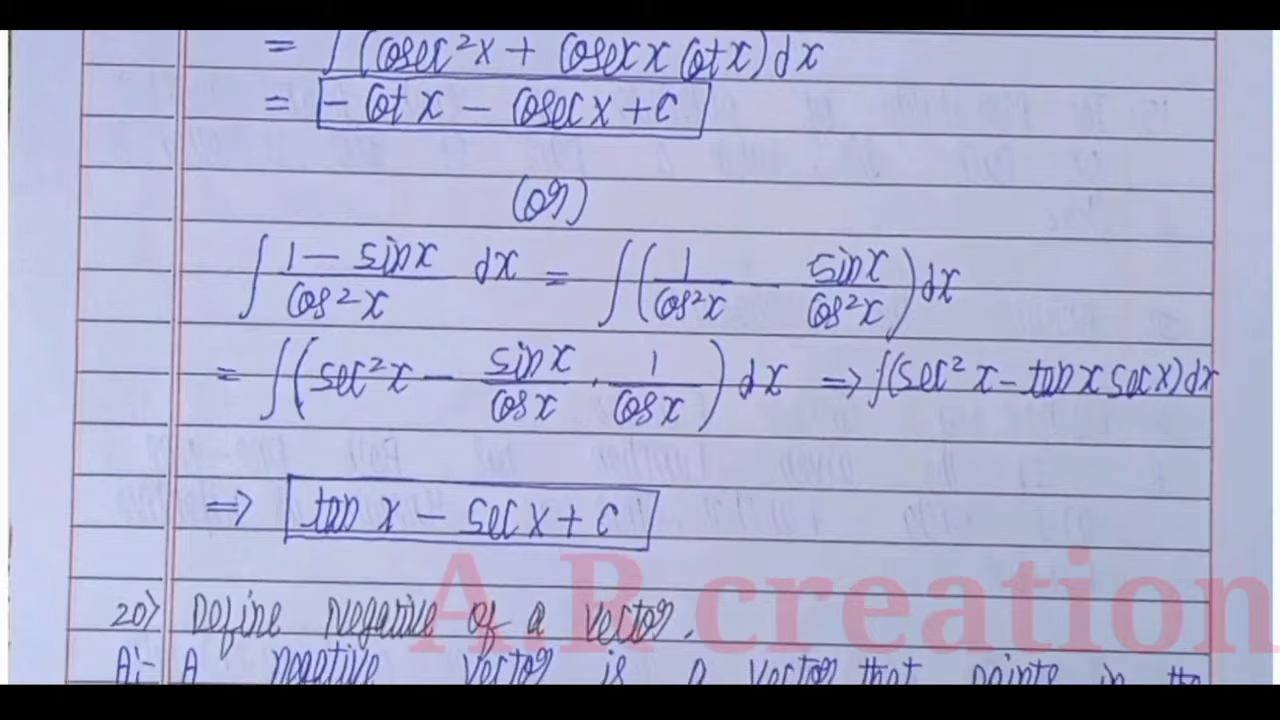 = ∫(cosec²x + cosec x cot x) dx
= -cot x - cosec x + c
(or)
∫ (1 - sin x)/(cos²x) dx = ∫ (1/(cos²x) - (sin x)/(cos²x)) dx
= ∫ (sec²x - (sin x)/(cos x) . 1/(cos x)) dx => ∫(sec²x - tan x sec x) dx
=> tan x - sec x + c
A R creation
20) Define Negative of a vector.
A:- A negative vector is a vector that points in the